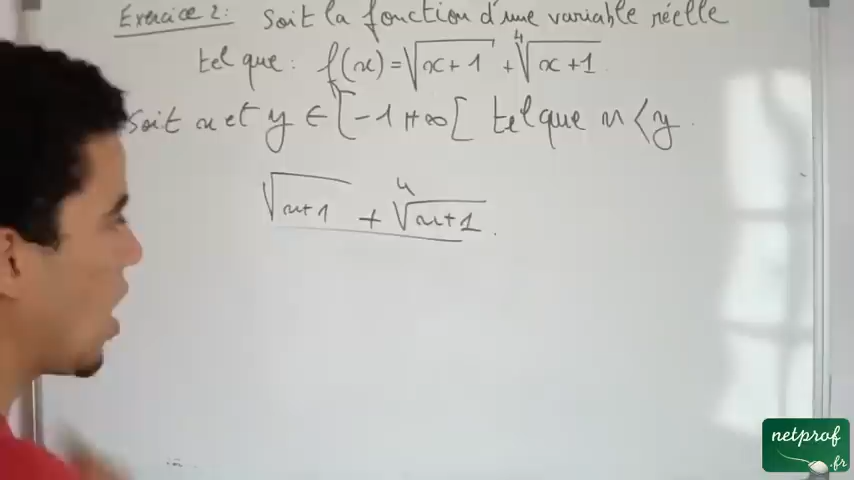 Exercice 2: Soit la fonction d'une variable réelle
tel que: f(x) = √(x+1) + ⁴√(x+1)
soit x et y ∈ [-1,+∞[ tel que x < y.
√(x+1) + ⁴√(x+1).
netprof
.fr